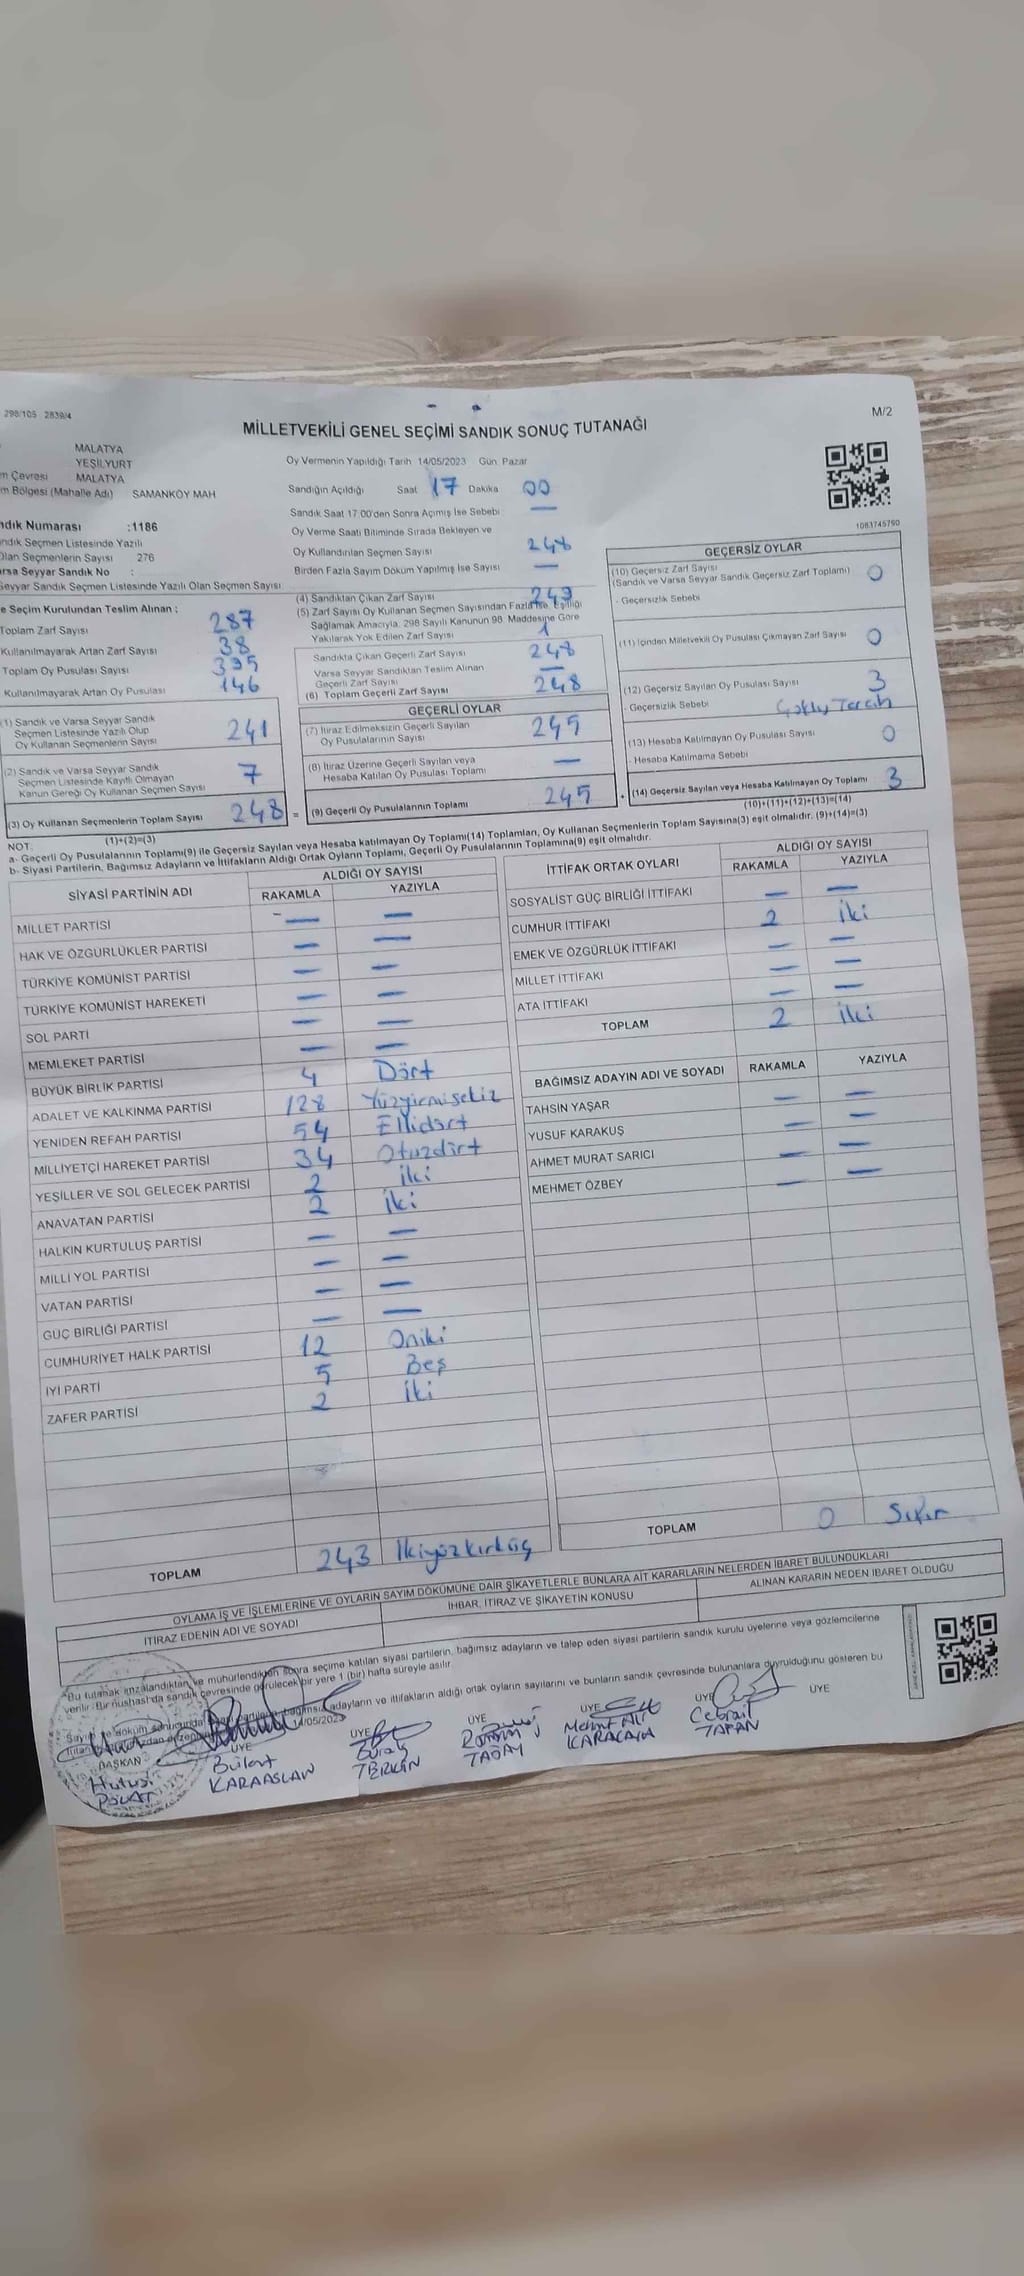 298/105 2839/4
M/2
MİLLETVEKİLİ GENEL SEÇİMİ SANDIK SONUÇ TUTANAĞI
MALATYA
YEŞİLYURT
m Çevresi MALATYA
m Bölgesi (Mahalle Adı) SAMANKÖY MAH
ndık Numarası :1186
ndık Seçmen Listesinde Yazılı
Olan Seçmenlerin Sayısı 276
arsa Seyyar Sandık No :
Seyyar Sandık Seçmen Listesinde Yazılı Olan Seçmen Sayısı
e Seçim Kurulundan Teslim Alınan ;
Toplam Zarf Sayısı 287
Kullanılmayarak Artan Zarf Sayısı 38
Toplam Oy Pusulası Sayısı 395
Kullanılmayarak Artan Oy Pusulası 146
(1) Sandık ve Varsa Seyyar Sandık
Seçmen Listesinde Yazılı Olup
Oy Kullanan Seçmenlerin Sayısı 241
(2) Sandık ve Varsa Seyyar Sandık
Seçmen Listesinde Kayıtlı Olmayan
Kanun Gereği Oy Kullanan Seçmen Sayısı 7
(3) Oy Kullanan Seçmenlerin Toplam Sayısı 248
(1)+(2)=(3)
Oy Vermenin Yapıldığı Tarih 14/05/2023 Gün Pazar
Sandığın Açıldığı Saat 17 Dakika 00
Sandık Saat 17:00'den Sonra Açımış İse Sebebi —
Oy Verme Saati Bitiminde Sırada Bekleyen ve
Oy Kullandırılan Seçmen Sayısı 248
Birden Fazla Sayım Döküm Yapılmış İse Sayısı —
(4) Sandıktan Çıkan Zarf Sayısı 249
(5) Zarf Sayısı Oy Kullanan Seçmen Sayısından Fazla İse, Eşitliği
Sağlamak Amacıyla, 298 Sayılı Kanunun 98. Maddesine Göre
Yakılarak Yok Edilen Zarf Sayısı 1
Sandıkta Çıkan Geçerli Zarf Sayısı 248
Varsa Seyyar Sandıktan Teslim Alınan
Geçerli Zarf Sayısı —
(6) Toplam Geçerli Zarf Sayısı 248
GEÇERLİ OYLAR
(7) İtiraz Edilmeksizin Geçerli Sayılan
Oy Pusulalarının Sayısı 245
(8) İtiraz Üzerine Geçerli Sayılan veya
Hesaba Katılan Oy Pusulası Toplamı —
= (9) Geçerli Oy Pusulalarının Toplamı 245
1083745790
GEÇERSİZ OYLAR
(10) Geçersiz Zarf Sayısı
(Sandık ve Varsa Seyyar Sandık Geçersiz Zarf Toplamı) 0
- Geçersizlik Sebebi
(11) İçinden Milletvekili Oy Pusulası Çıkmayan Zarf Sayısı 0
(12) Geçersiz Sayılan Oy Pusulası Sayısı 3
- Geçersizlik Sebebi Çoklu Tercih
(13) Hesaba Katılmayan Oy Pusulası Sayısı 0
- Hesaba Katılmama Sebebi
+ (14) Geçersiz Sayılan veya Hesaba Katılmayan Oy Toplamı 3
(10)+(11)+(12)+(13)=(14)
NOT:
a- Geçerli Oy Pusulalarının Toplamı(9) ile Geçersiz Sayılan veya Hesaba Katılmayan Oy Toplamı(14) Toplamları, Oy Kullanan Seçmenlerin Toplam Sayısına(3) eşit olmalıdır. (9)+(14)=(3)
b- Siyasi Partilerin, Bağımsız Adayların ve İttifakların Aldığı Ortak Oyların Toplamı, Geçerli Oy Pusulalarının Toplamına(9) eşit olmalıdır.
SİYASİ PARTİNİN ADI ALDIĞI OY SAYISI
RAKAMLA YAZIYLA
MİLLET PARTİSİ — —
HAK VE ÖZGÜRLÜKLER PARTİSİ — —
TÜRKİYE KOMÜNİST PARTİSİ — —
TÜRKİYE KOMÜNİST HAREKETİ — —
SOL PARTİ — —
MEMLEKET PARTİSİ — —
BÜYÜK BİRLİK PARTİSİ 4 Dört
ADALET VE KALKINMA PARTİSİ 128 Yüzyirmisekiz
YENİDEN REFAH PARTİSİ 54 Ellidört
MİLLİYETÇİ HAREKET PARTİSİ 34 Otuzdört
YEŞİLLER VE SOL GELECEK PARTİSİ 2 İki
ANAVATAN PARTİSİ 2 İki
HALKIN KURTULUŞ PARTİSİ — —
MİLLİ YOL PARTİSİ — —
VATAN PARTİSİ — —
GÜÇ BİRLİĞİ PARTİSİ — —
CUMHURİYET HALK PARTİSİ 12 Oniki
İYİ PARTİ 5 Beş
ZAFER PARTİSİ 2 İki
TOPLAM 243 İkiyüzkırküç
İTTİFAK ORTAK OYLARI ALDIĞI OY SAYISI
RAKAMLA YAZIYLA
SOSYALİST GÜÇ BİRLİĞİ İTTİFAKI — —
CUMHUR İTTİFAKI 2 İki
EMEK VE ÖZGÜRLÜK İTTİFAKI — —
MİLLET İTTİFAKI — —
ATA İTTİFAKI — —
TOPLAM 2 İki
BAĞIMSIZ ADAYIN ADI VE SOYADI RAKAMLA YAZIYLA
TAHSİN YAŞAR — —
YUSUF KARAKUŞ — —
AHMET MURAT SARICI — —
MEHMET ÖZBEY — —
TOPLAM 0 Sıfır
OYLAMA İŞ VE İŞLEMLERİNE VE OYLARIN SAYIM DÖKÜMÜNE DAİR ŞİKAYETLERLE BUNLARA AİT KARARLARIN NELERDEN İBARET BULUNDUKLARI
İTİRAZ EDENİN ADI VE SOYADI İHBAR, İTİRAZ VE ŞİKAYETİN KONUSU ALINAN KARARIN NEDEN İBARET OLDUĞU
"Bu tutanak imzalandıktan ve mühürlendikten sonra seçime katılan siyasi partilerin, bağımsız adayların ve talep eden siyasi partilerin sandık kurulu üyelerine veya gözlemcilerine
verilir. Bir nüshası da sandık çevresinde görülecek bir yere 1 (bir) hafta süreyle asılır.
Sayım ve döküm sonucunda bağımsız adayların ve ittifakların aldığı ortak oyların sayılarını ve bunların sandık çevresinde bulunanlara duyrulduğunu gösteren bu
14/05/2023
BAŞKAN ÜYE ÜYE ÜYE ÜYE ÜYE ÜYE
Hulusi POLAT
Bülent KARAASLAN
Burak TERKİN
TAĞAY
Mehmet Ali KARACAYA
Cebrail TAPAN